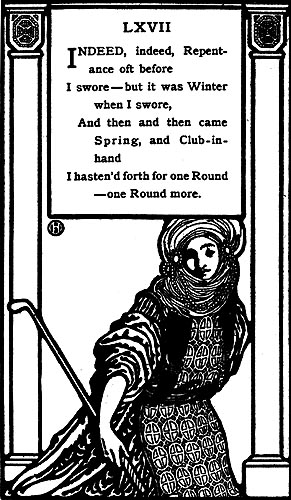 LXVII
INDEED, indeed, Repent-
ance oft before
I swore—but it was Winter
when I swore,
And then and then came
Spring, and Club-in-
hand
I hasten'd forth for one Round
—one Round more.